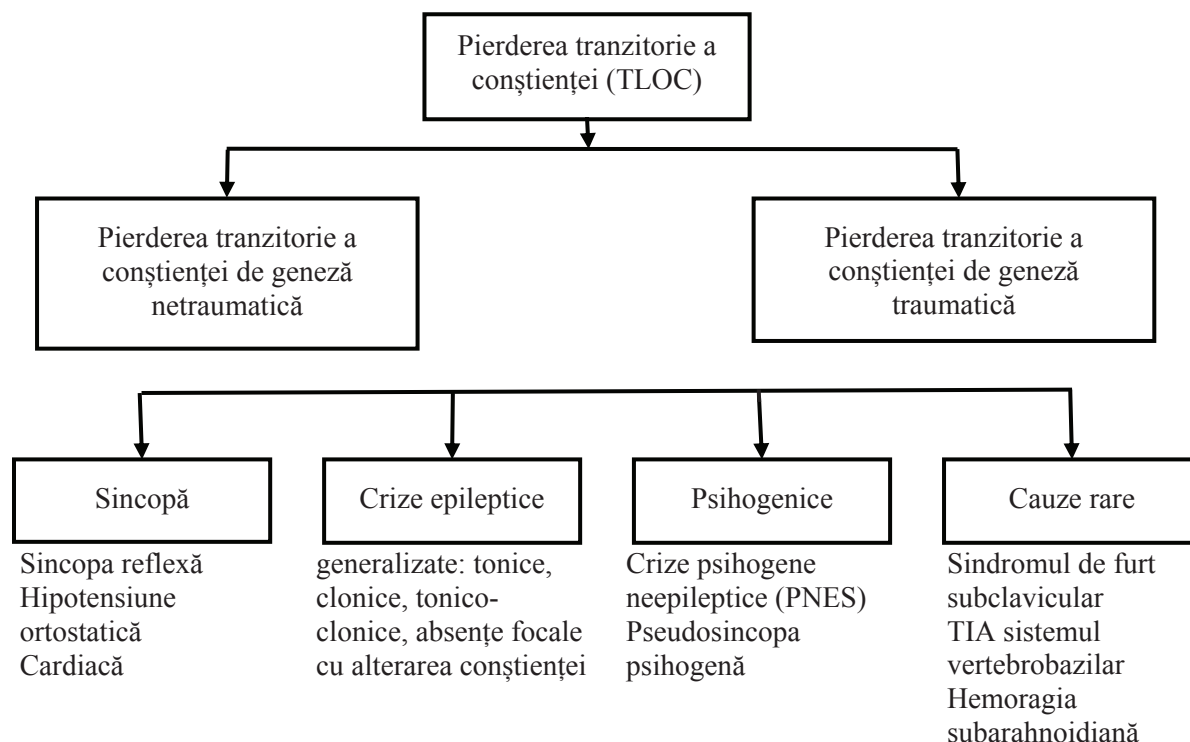 Pierderea tranzitorie a
conștienței (TLOC)
Pierderea tranzitorie a
conștienței de geneză
netraumatică
Pierderea tranzitorie a
conștienței de geneză
traumatică
Sincopă
Sincopa reflexă
Hipotensiune
ortostatică
Cardiacă
Crize epileptice
generalizate: tonice,
clonice, tonico-
clonice, absențe focale
cu alterarea conștienței
Psihogenice
Crize psihogene
neepileptice (PNES)
Pseudosincopa
psihogenă
Cauze rare
Sindromul de furt
subclavicular
TIA sistemul
vertebrobazilar
Hemoragia
subarahnoidiană